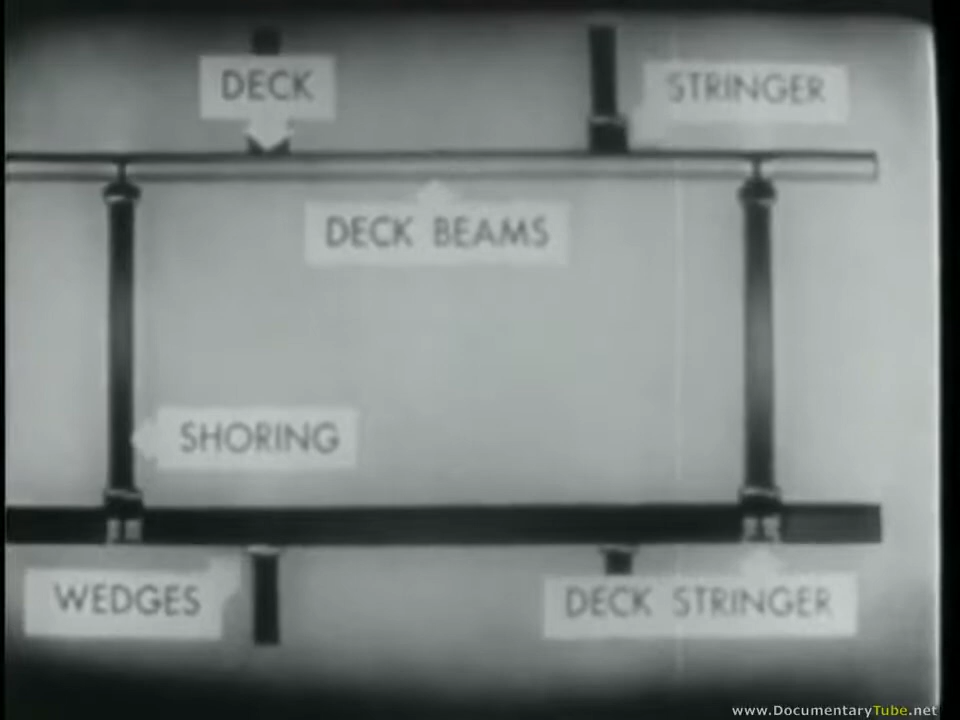 DECK
STRINGER
DECK BEAMS
SHORING
WEDGES
DECK STRINGER
www.DocumentaryTube.net